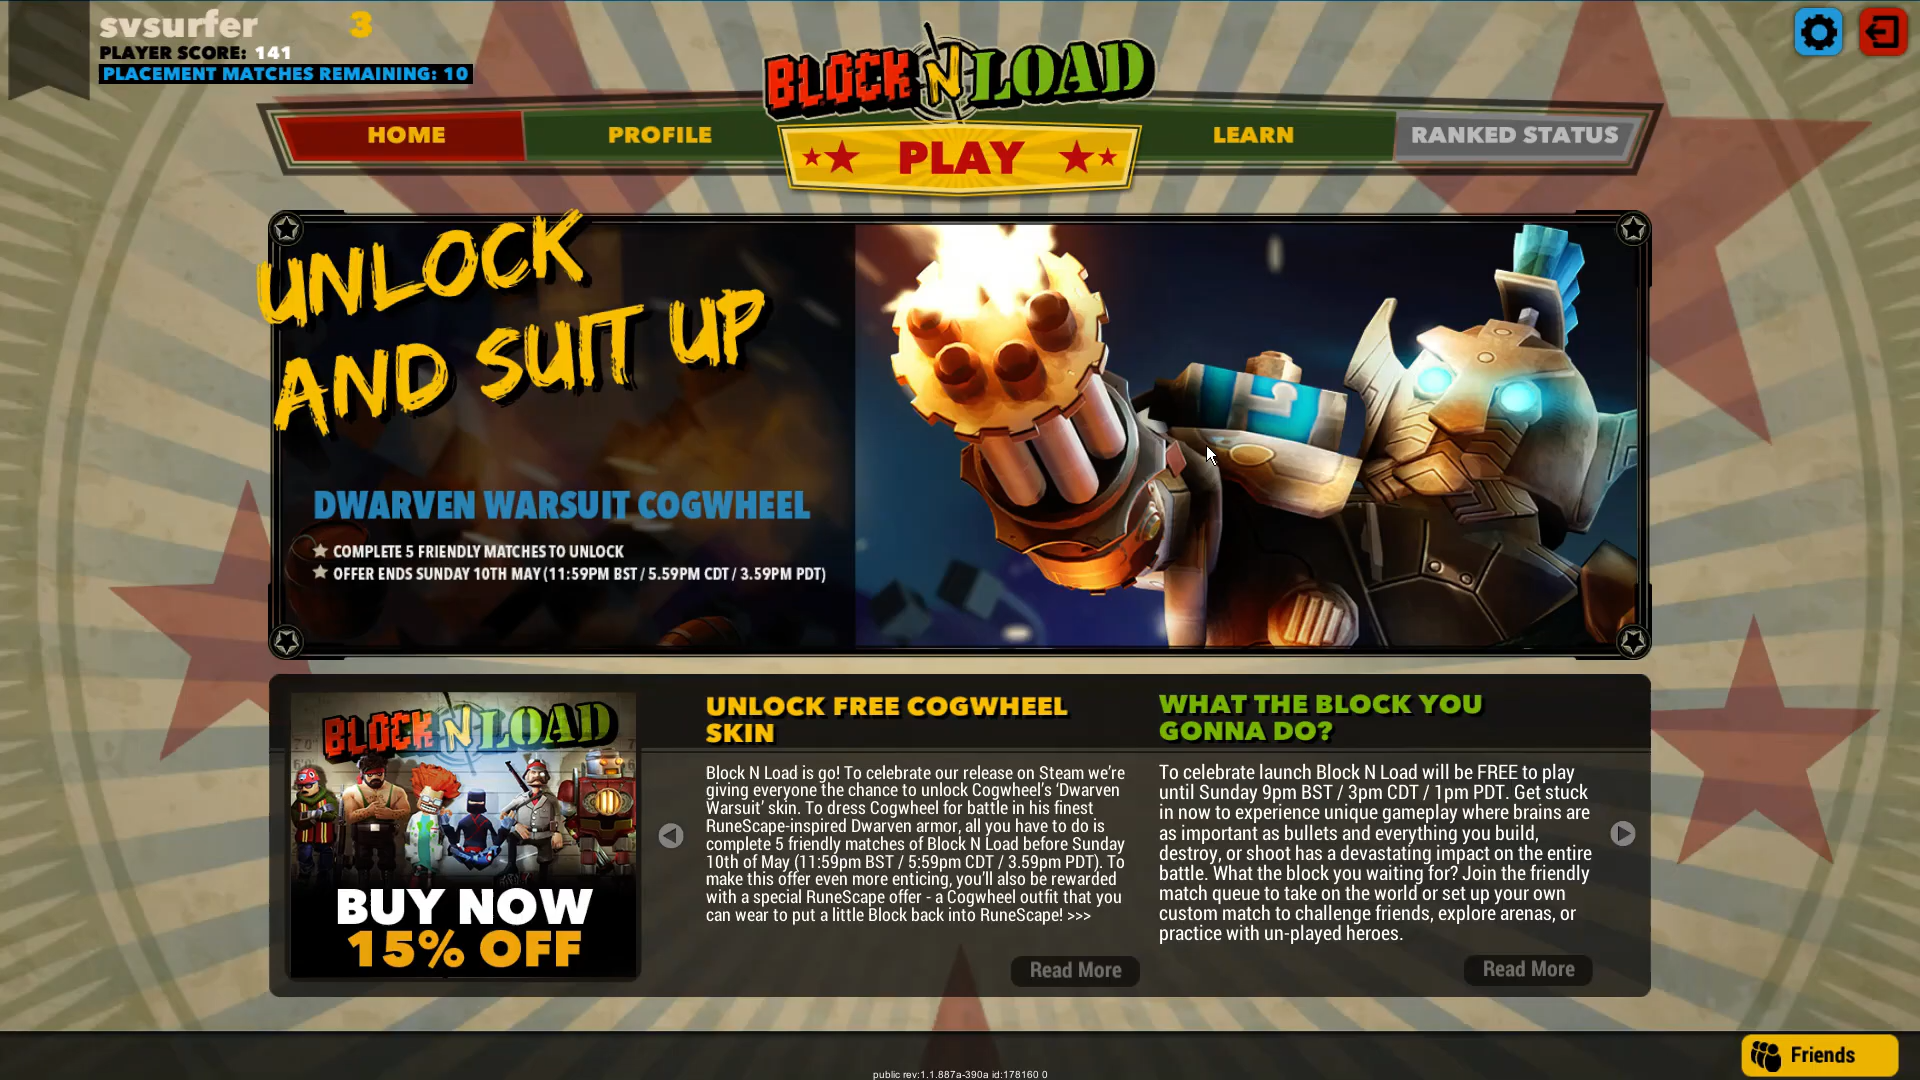 svsurfer 3
PLAYER SCORE: 141
PLACEMENT MATCHES REMAINING: 10
BLOCK N LOAD
HOME
PROFILE
PLAY
LEARN
RANKED STATUS
UNLOCK
AND SUIT UP
DWARVEN WARSUIT COGWHEEL
COMPLETE 5 FRIENDLY MATCHES TO UNLOCK
OFFER ENDS SUNDAY 10TH MAY (11:59PM BST / 5.59PM CDT / 3.59PM PDT)
BLOCK N LOAD
BUY NOW
15% OFF
UNLOCK FREE COGWHEEL
SKIN
Block N Load is go! To celebrate our release on Steam we're
giving everyone the chance to unlock Cogwheel's 'Dwarven
Warsuit' skin. To dress Cogwheel for battle in his finest
RuneScape-inspired Dwarven armor, all you have to do is
complete 5 friendly matches of Block N Load before Sunday
10th of May (11:59pm BST / 5:59pm CDT / 3.59pm PDT). To
make this offer even more enticing, you'll also be rewarded
with a special RuneScape offer - a Cogwheel outfit that you
can wear to put a little Block back into RuneScape! >>>
Read More
WHAT THE BLOCK YOU
GONNA DO?
To celebrate launch Block N Load will be FREE to play
until Sunday 9pm BST / 3pm CDT / 1pm PDT. Get stuck
in now to experience unique gameplay where brains are
as important as bullets and everything you build,
destroy, or shoot has a devastating impact on the entire
battle. What the block you waiting for? Join the friendly
match queue to take on the world or set up your own
custom match to challenge friends, explore arenas, or
practice with un-played heroes.
Read More
Friends
public rev:1.1.887a-390a id:178160 0